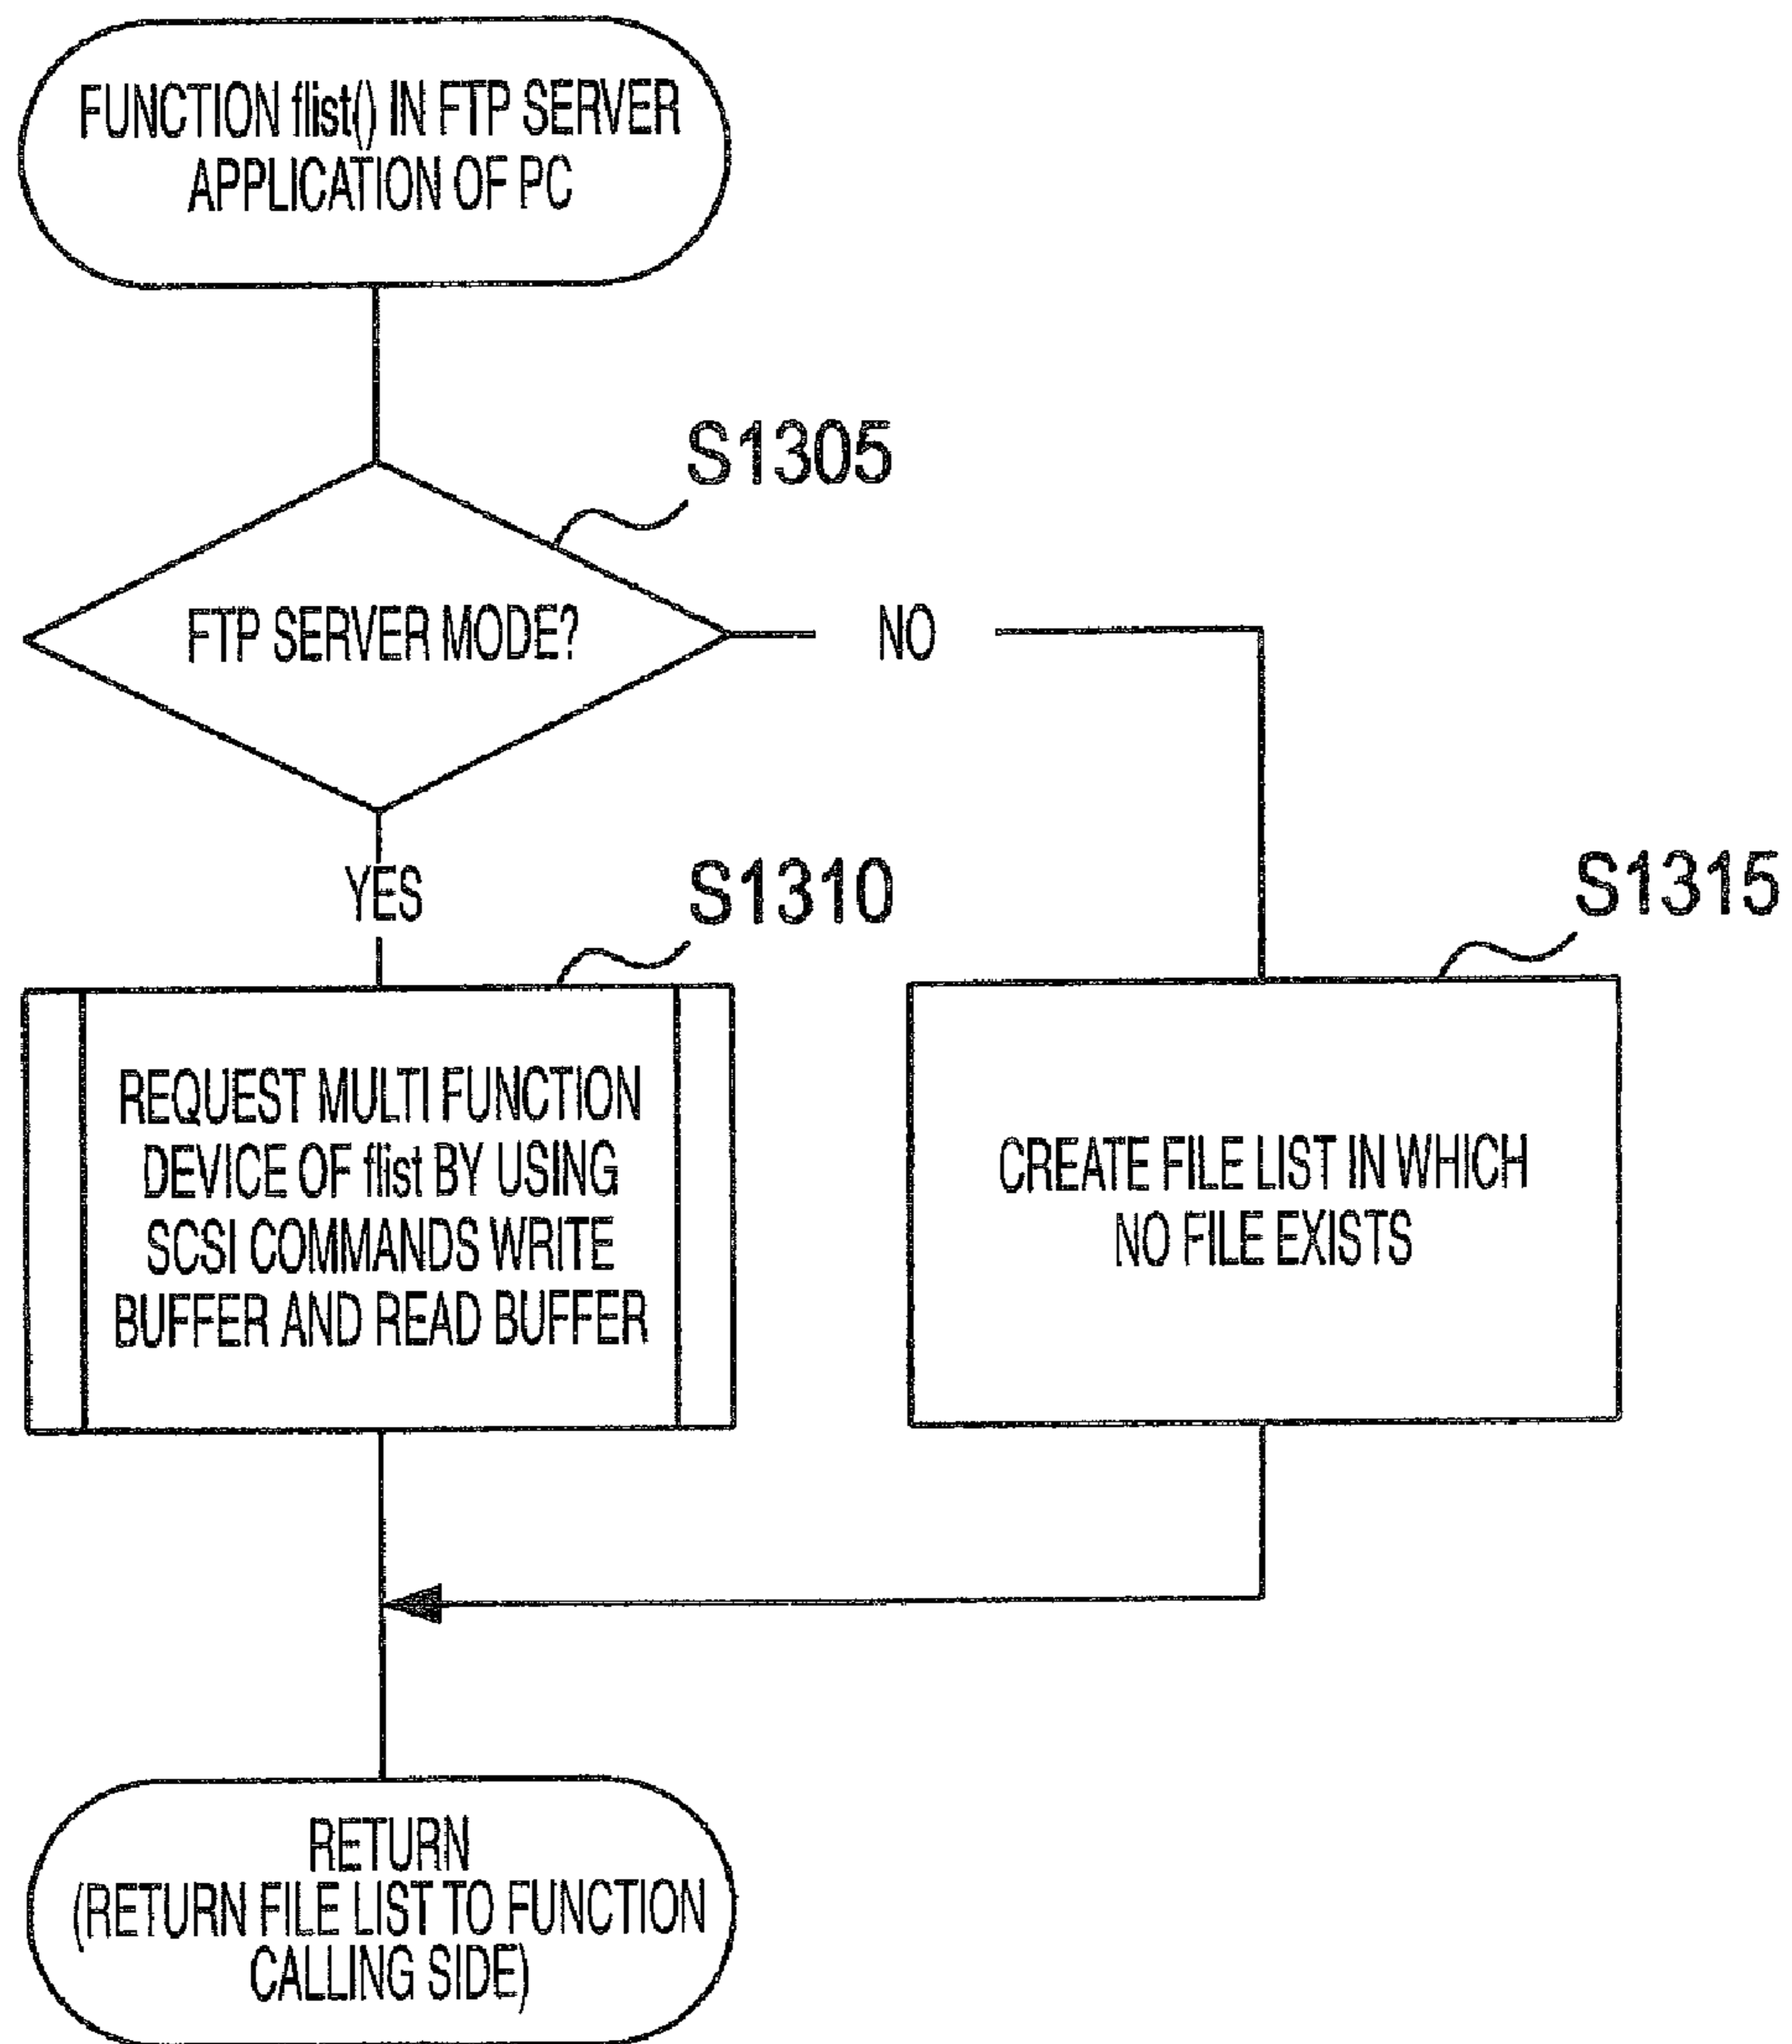 FUNCTION flist() IN FTP SERVER
APPLICATION OF PC
S1305
FTP SERVER MODE?
NO
YES
S1310
S1315
REQUEST MULTI FUNCTION
DEVICE OF flist BY USING
SCSI COMMANDS WRITE
BUFFER AND READ BUFFER
CREATE FILE LIST IN WHICH
NO FILE EXISTS
RETURN
(RETURN FILE LIST TO FUNCTION
CALLING SIDE)